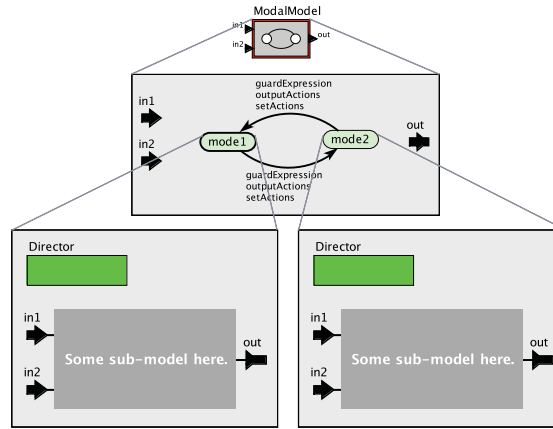 ModalModel
in1
in2
out
guardExpression
outputActions
setActions
in1
in2
out
mode1
mode2
guardExpression
outputActions
setActions
Director
in1
in2
Some sub-model here.
out
Director
in1
in2
Some sub-model here.
out